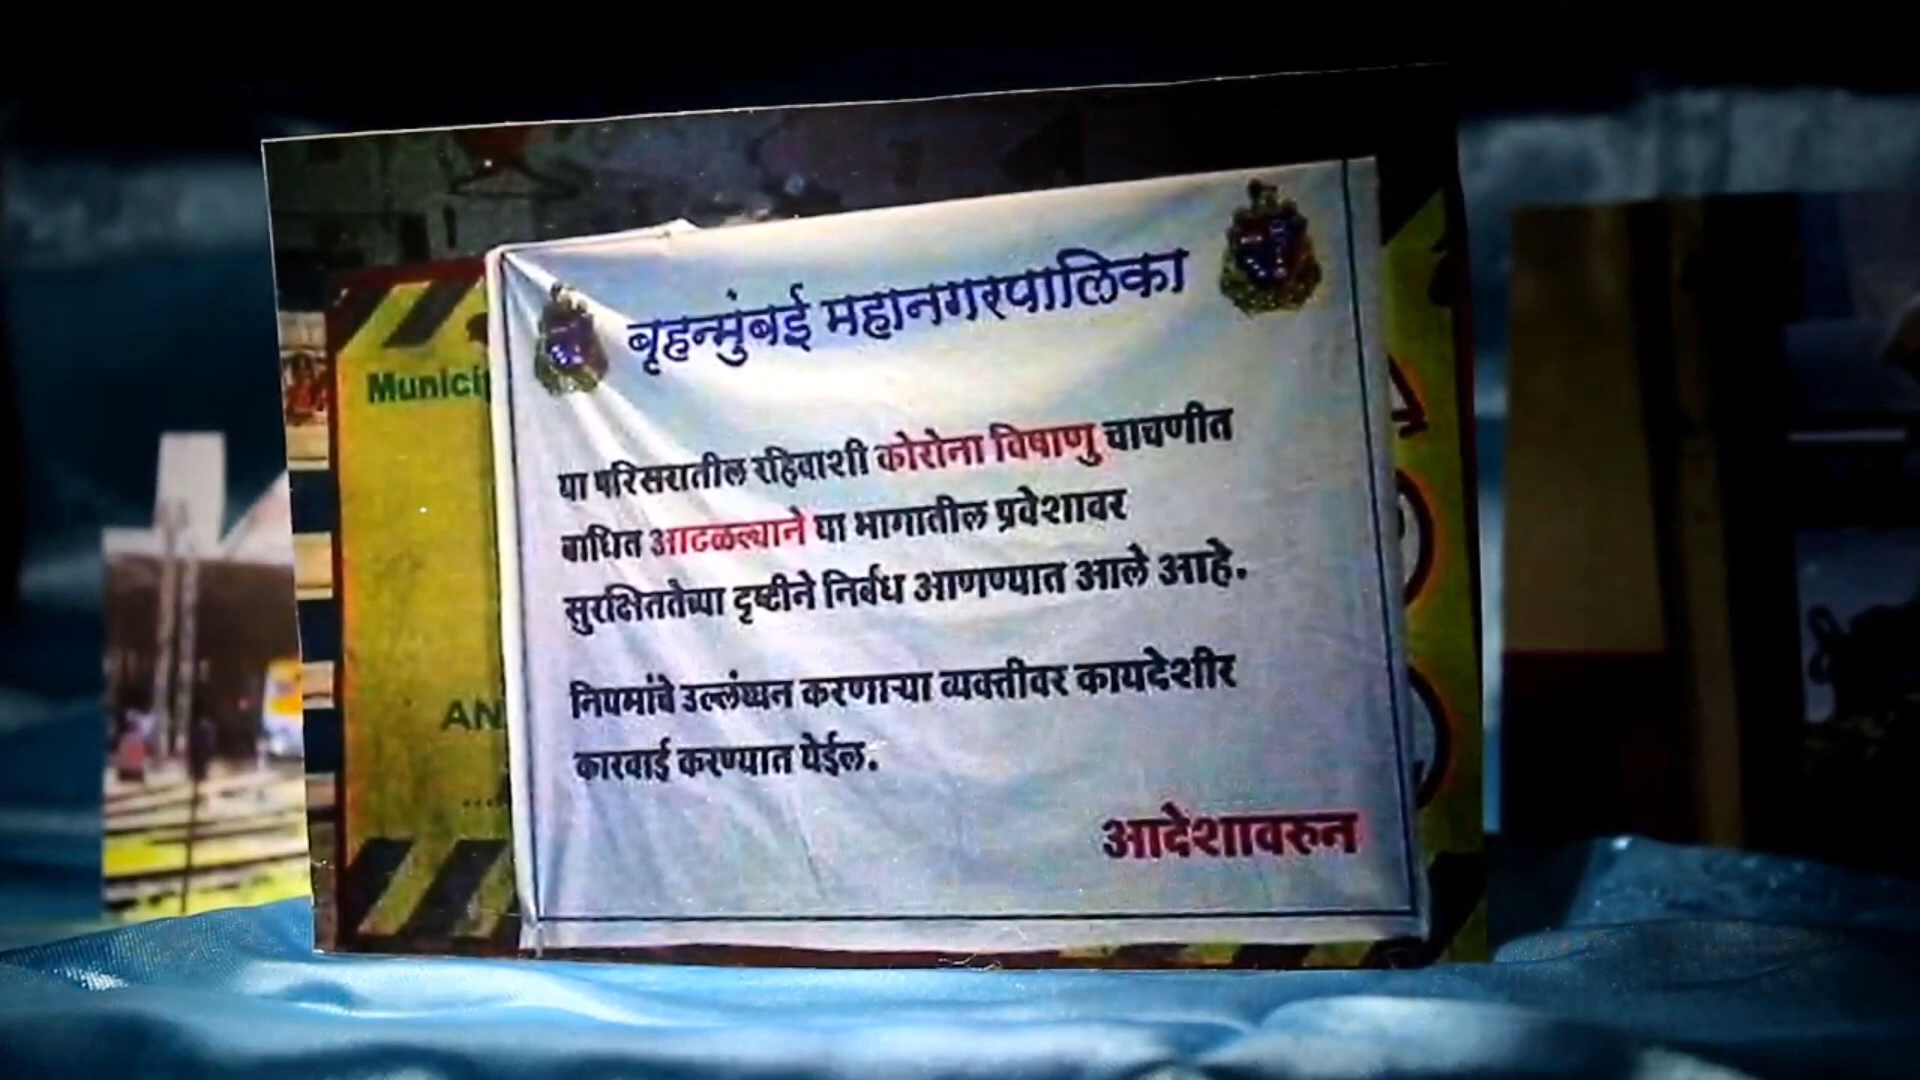 बृहन्मुंबई महानगरपालिका
Munici
या परिसरातील रहिवाशी कोरोना विषाणु चाचणीत
बाधित आढळल्याने या भागातील प्रवेशावर
सुरक्षिततेच्या दृष्टीने निर्बंध आणण्यात आले आहे.
नियमांचे उल्लंघन करणाऱ्या व्यक्तीवर कायदेशीर
AN
कारवाई करण्यात येईल.
आदेशावरुन